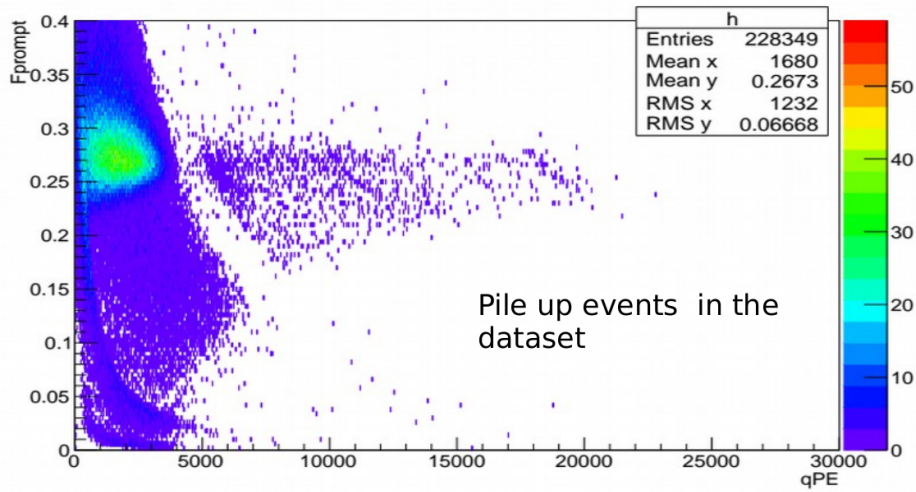 h
Entries 228349
Mean x 1680
Mean y 0.2673
RMS x 1232
RMS y 0.06668
Fprompt
0.4
0.35
0.3
0.25
0.2
0.15
0.1
0.05
0
50
40
30
20
10
0
Pile up events in the
dataset
0 5000 10000 15000 20000 25000 30000
qPE